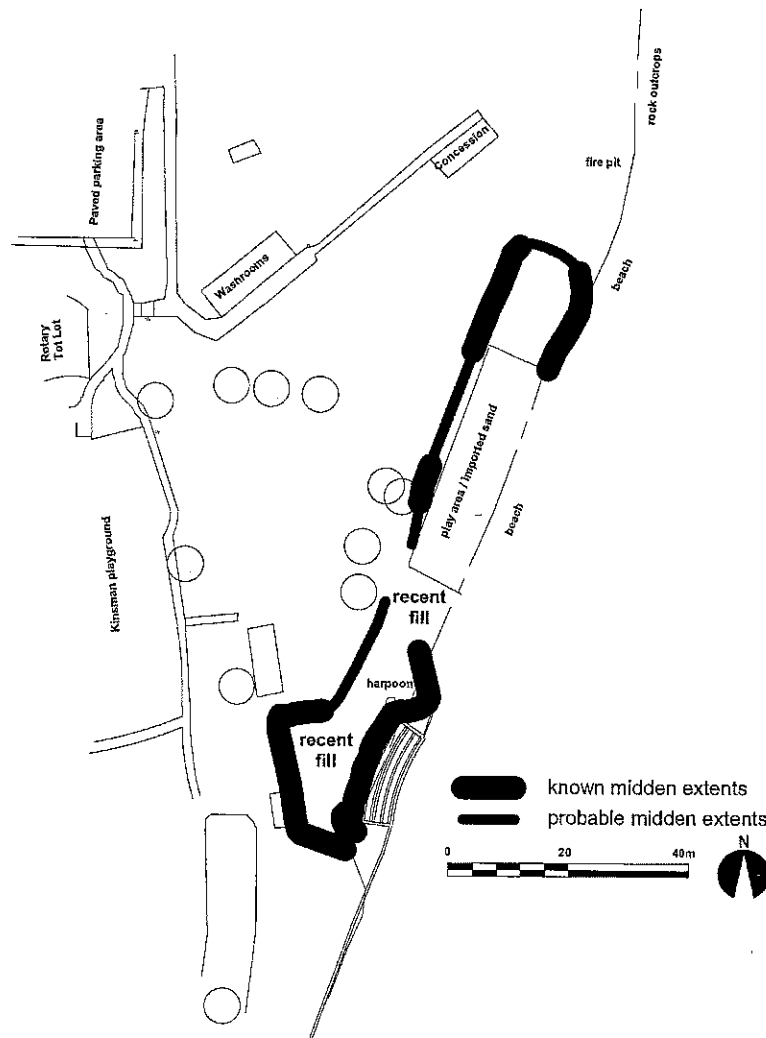 rock outcrops
Paved parking area
concession
fire pit
beach
Washrooms
Rotary
Tot Lot
play area / imported sand
beach
Kinsman playground
recent
fill
harpoon
recent
fill
known midden extents
probable midden extents
0 20 40m
N